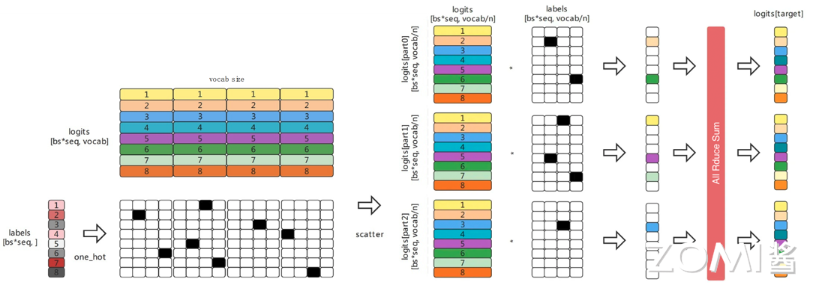 vocab size
logits
[bs*seq, vocab]
1 1 1 1
2 2 2 2
3 3 3 3
4 4 4 4
5 5 5 5
6 6 6 6
7 7 7 7
8 8 8 8
labels
[bs*seq, ]
1
2
3
4
5
6
7
8
one_hot
scatter
logits
[bs*seq, vocab/n]
labels
[bs*seq, vocab/n]
logits[target]
logits[part0]
[bs*seq, vocab/n]
1
2
3
4
5
6
7
8
*
logits[part1]
[bs*seq, vocab/n]
1
2
3
4
5
6
7
8
*
logits[part2]
[bs*seq, vocab/n]
1
2
3
4
5
6
7
8
*
All Rduce Sum
ZOMI酱